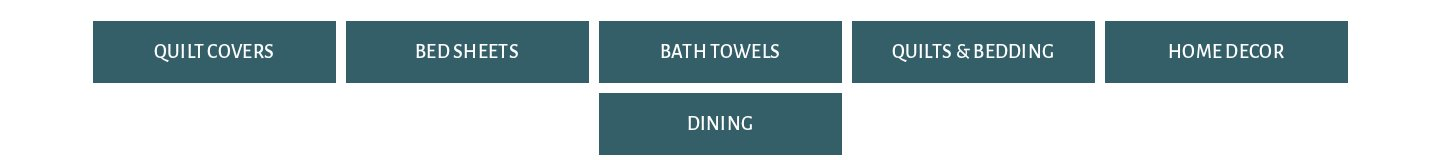 QUILT COVERS
BED SHEETS
BATH TOWELS
QUILTS & BEDDING
HOME DECOR
DINING